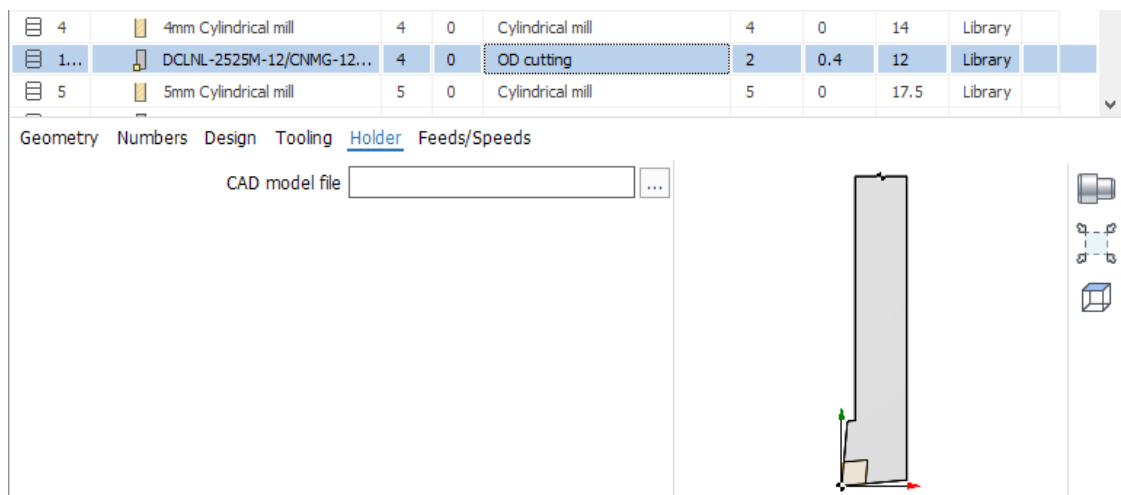 4 4mm Cylindrical mill 4 0 Cylindrical mill 4 0 14 Library
1... DCLNL-2525M-12/CNMG-12... 4 0 OD cutting 2 0.4 12 Library
5 5mm Cylindrical mill 5 0 Cylindrical mill 5 0 17.5 Library
Geometry Numbers Design Tooling Holder Feeds/Speeds
CAD model file ...